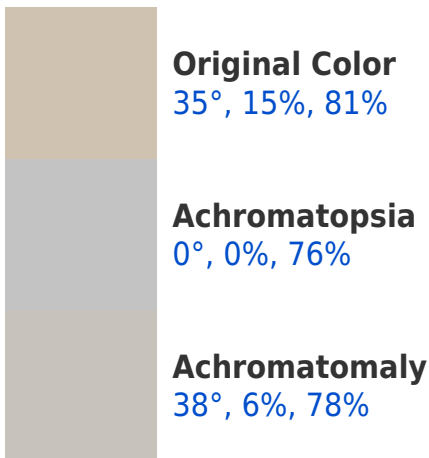 Original Color
35°, 15%, 81%
Achromatopsia
0°, 0%, 76%
Achromatomaly
38°, 6%, 78%